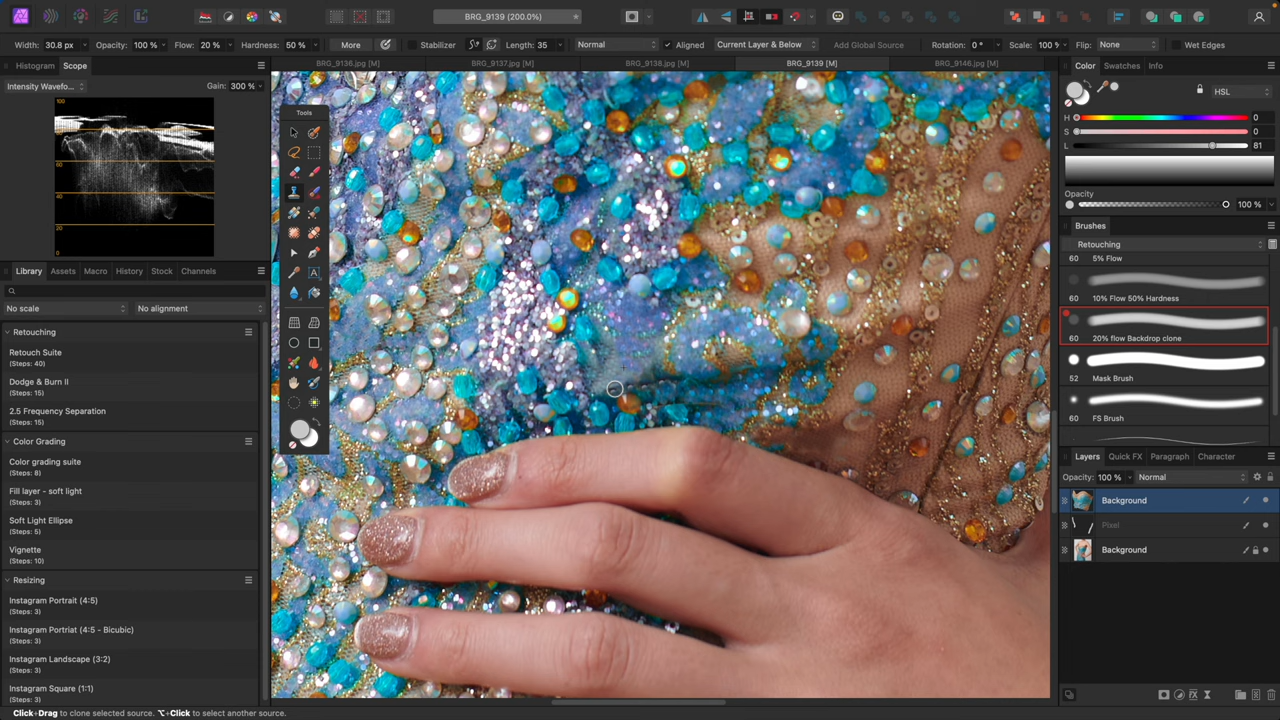 BRG_9139 (200.0%)
Width: 30.8 px
Opacity: 100 %
Flow: 20 %
Hardness: 50 %
More
Stabilizer
Length: 35
Normal
Aligned
Current Layer & Below
Add Global Source
Rotation: 0 °
Scale: 100 %
Flip: None
Wet Edges
Histogram
Scope
BRG_9136.jpg [M]
BRG_9137.jpg [M]
BRG_9138.jpg [M]
BRG_9139 [M]
BRG_9146.jpg [M]
Color
Swatches
Info
Intensity Wavefo...
Gain: 300 %
100
80
60
40
20
0
Tools
HSL
H
0
S
0
L
81
Opacity
100 %
Brushes
Retouching
60
5% Flow
60
10% Flow 50% Hardness
60
20% flow Backdrop clone
52
Mask Brush
60
FS Brush
Library
Assets
Macro
History
Stock
Channels
No scale
No alignment
Retouching
Retouch Suite
(Steps: 40)
Dodge & Burn II
(Steps: 15)
2.5 Frequency Separation
(Steps: 15)
Color Grading
Color grading suite
(Steps: 8)
Fill layer - soft light
(Steps: 3)
Soft Light Ellipse
(Steps: 5)
Vignette
(Steps: 10)
Resizing
Instagram Portrait (4:5)
(Steps: 3)
Instagram Portriat (4:5 - Bicubic)
(Steps: 3)
Instagram Landscape (3:2)
(Steps: 3)
Instagram Square (1:1)
(Steps: 3)
Layers
Quick FX
Paragraph
Character
Opacity: 100 %
Normal
Background
Pixel
Background
Click+Drag to clone selected source. ⌥+Click to select another source.